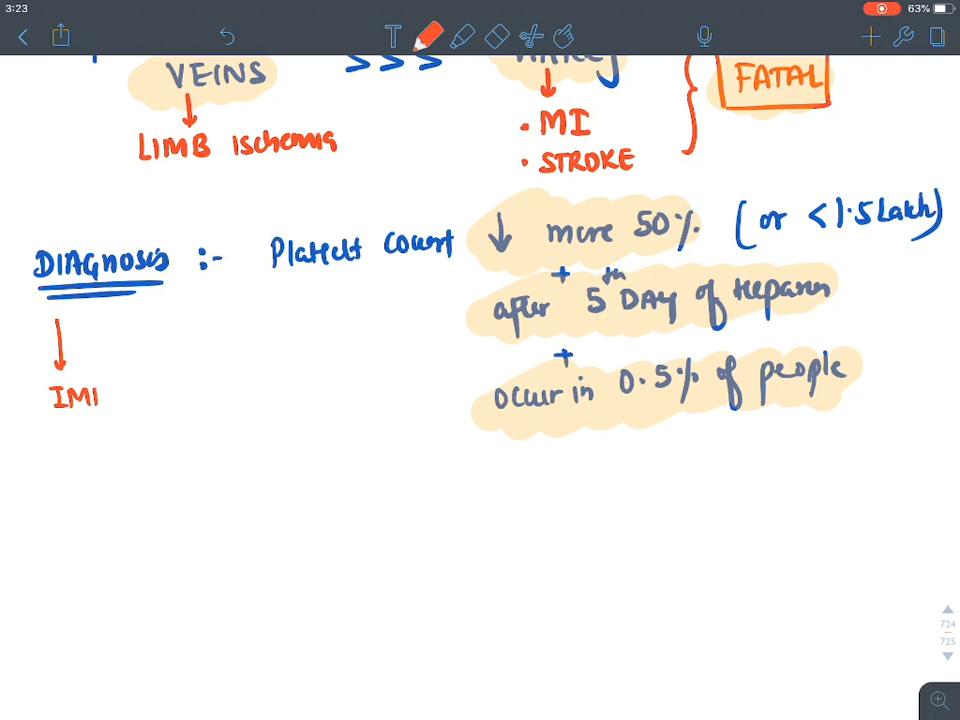 3:23
63%
T
VEINS
>>>
FATAL
LIMB Ischemia
• MI
• STROKE
DIAGNOSIS :- Platelet Count ↓ more 50% (or <1.5 Lakh)
+
after 5th DAY of Heparin
+
occur in 0.5% of people
IMI
724
725